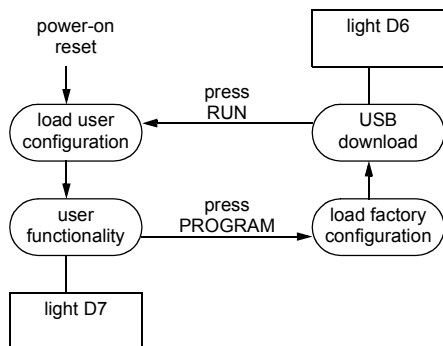 power-on
reset
light D6
load user
configuration
press
RUN
USB
download
user
functionality
press
PROGRAM
load factory
configuration
light D7